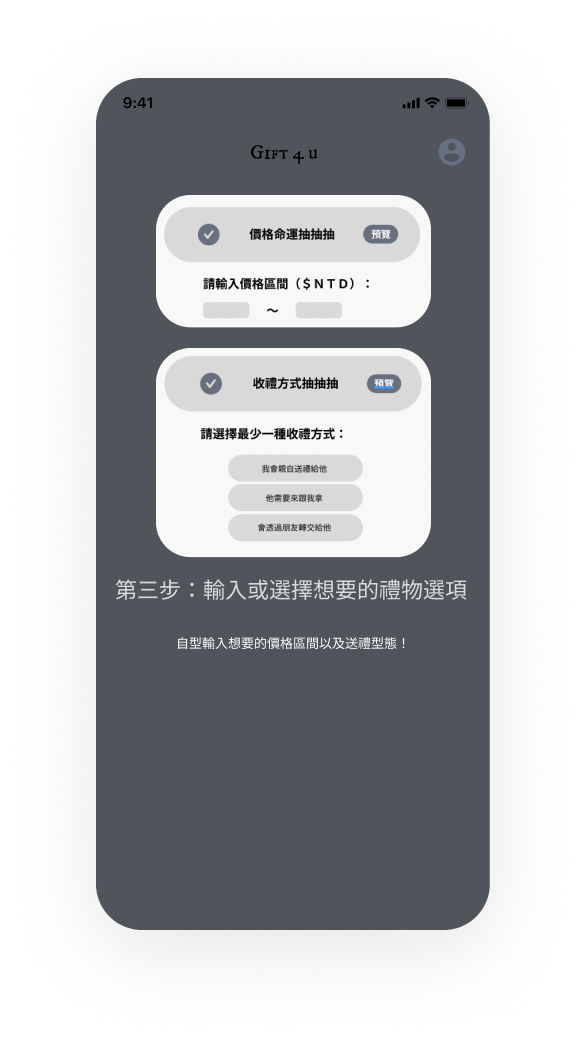 9:41
GIFT 4 U
價格命運抽抽抽 預覽
請輸入價格區間（＄ＮＴＤ）：
～
收禮方式抽抽抽 預覽
請選擇最少一種收禮方式：
我會親自送禮給他
他需要來跟我拿
會透過朋友轉交給他
第三步：輸入或選擇想要的禮物選項
自型輸入想要的價格區間以及送禮型態！